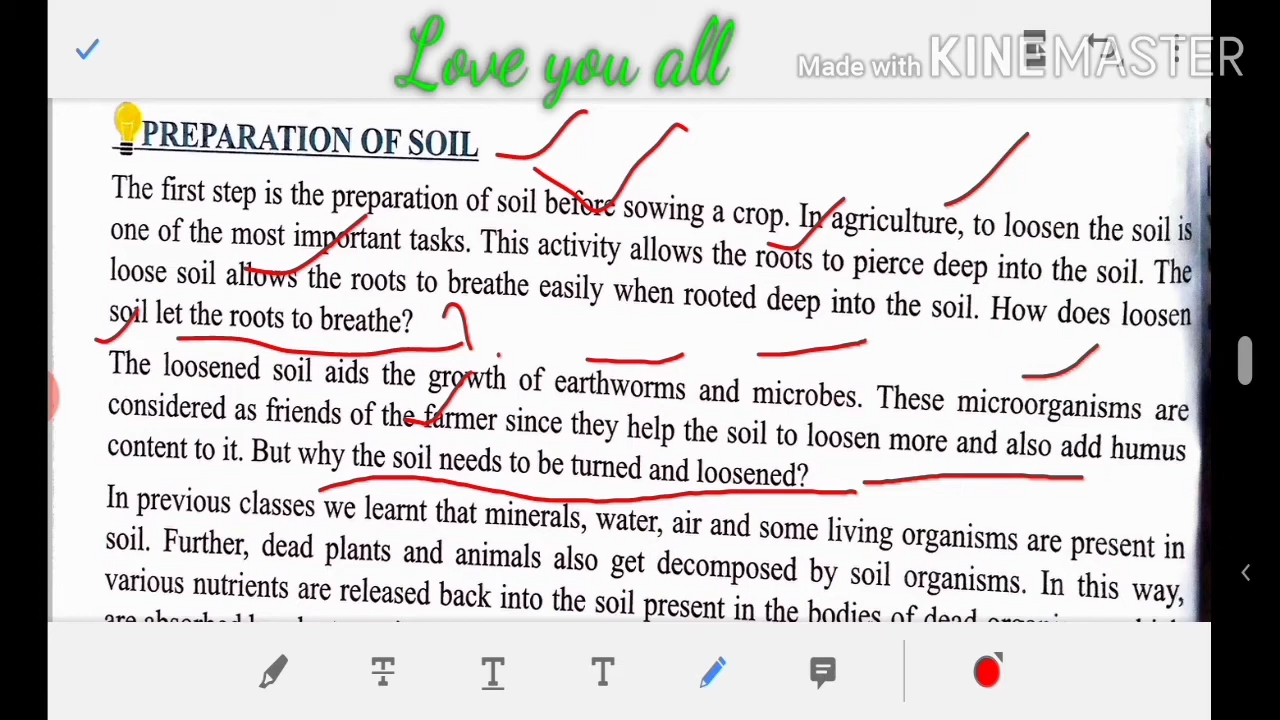 Love you all
Made with KINEMASTER
PREPARATION OF SOIL
The first step is the preparation of soil before sowing a crop. In agriculture, to loosen the soil is
one of the most important tasks. This activity allows the roots to pierce deep into the soil. The
loose soil allows the roots to breathe easily when rooted deep into the soil. How does loosen
soil let the roots to breathe?
The loosened soil aids the growth of earthworms and microbes. These microorganisms are
considered as friends of the farmer since they help the soil to loosen more and also add humus
content to it. But why the soil needs to be turned and loosened?
In previous classes we learnt that minerals, water, air and some living organisms are present in
soil. Further, dead plants and animals also get decomposed by soil organisms. In this way,
various nutrients are released back into the soil present in the bodies of dead